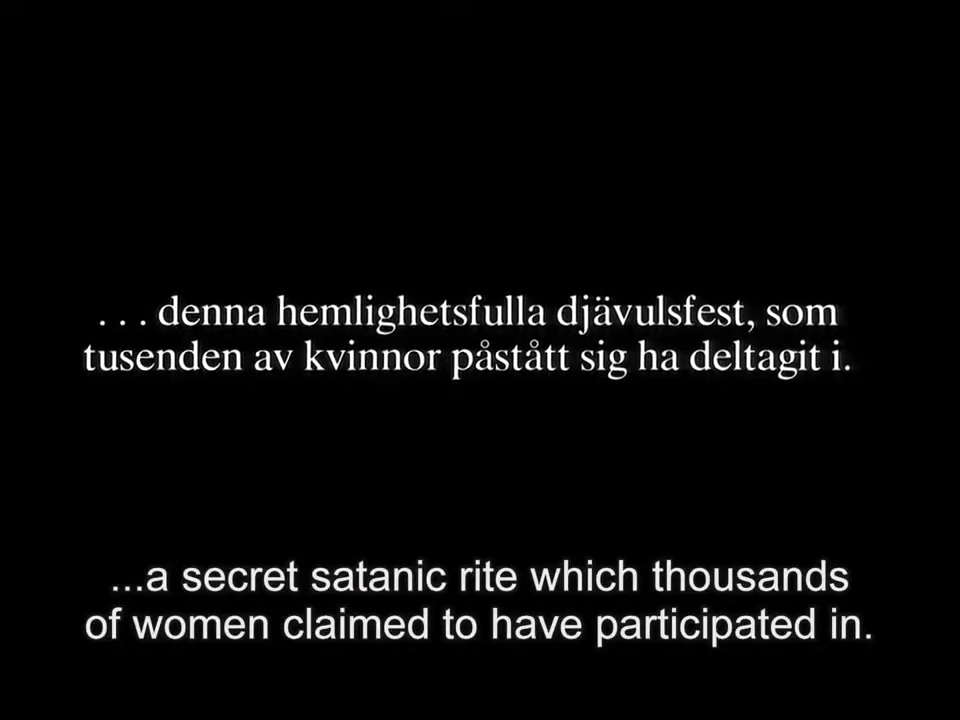 . . . denna hemlighetsfulla djävulsfest, som
tusenden av kvinnor påstått sig ha deltagit i.
...a secret satanic rite which thousands
of women claimed to have participated in.